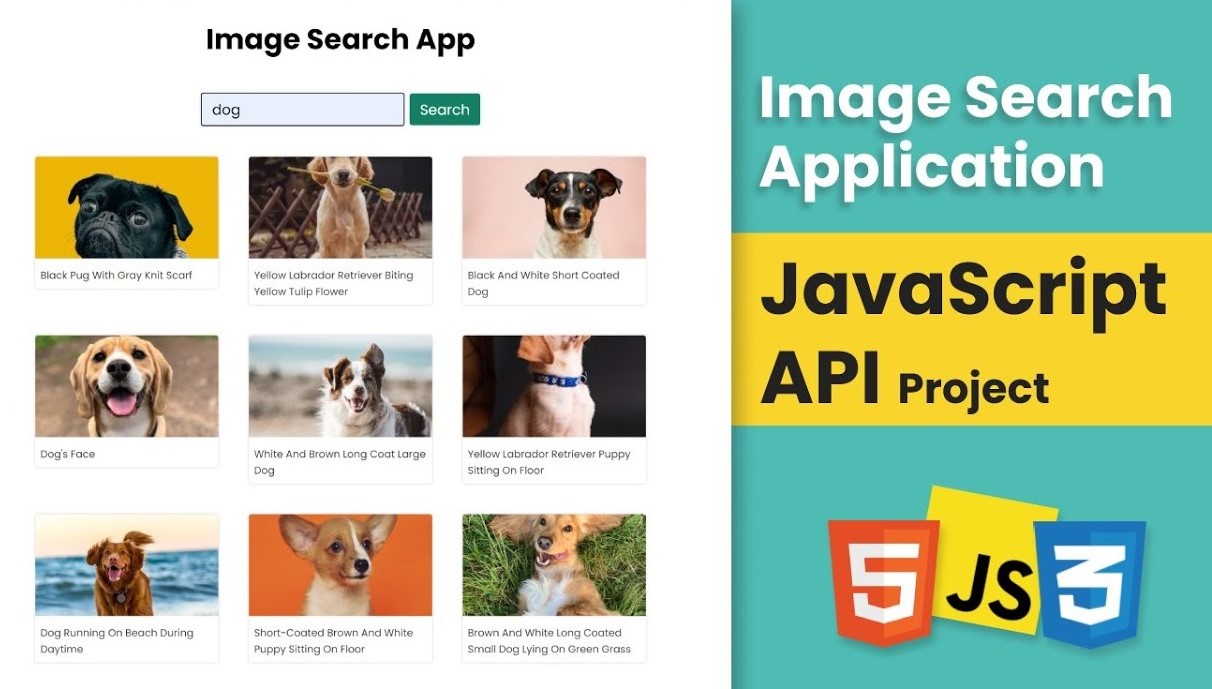 Image Search App
dog
Search
Black Pug With Gray Knit Scarf
Yellow Labrador Retriever Biting
Yellow Tulip Flower
Black And White Short Coated
Dog
Dog's Face
White And Brown Long Coat Large
Dog
Yellow Labrador Retriever Puppy
Sitting On Floor
Dog Running On Beach During
Daytime
Short-Coated Brown And White
Puppy Sitting On Floor
Brown And White Long Coated
Small Dog Lying On Green Grass
Image Search
Application
JavaScript
API Project
5
JS
3